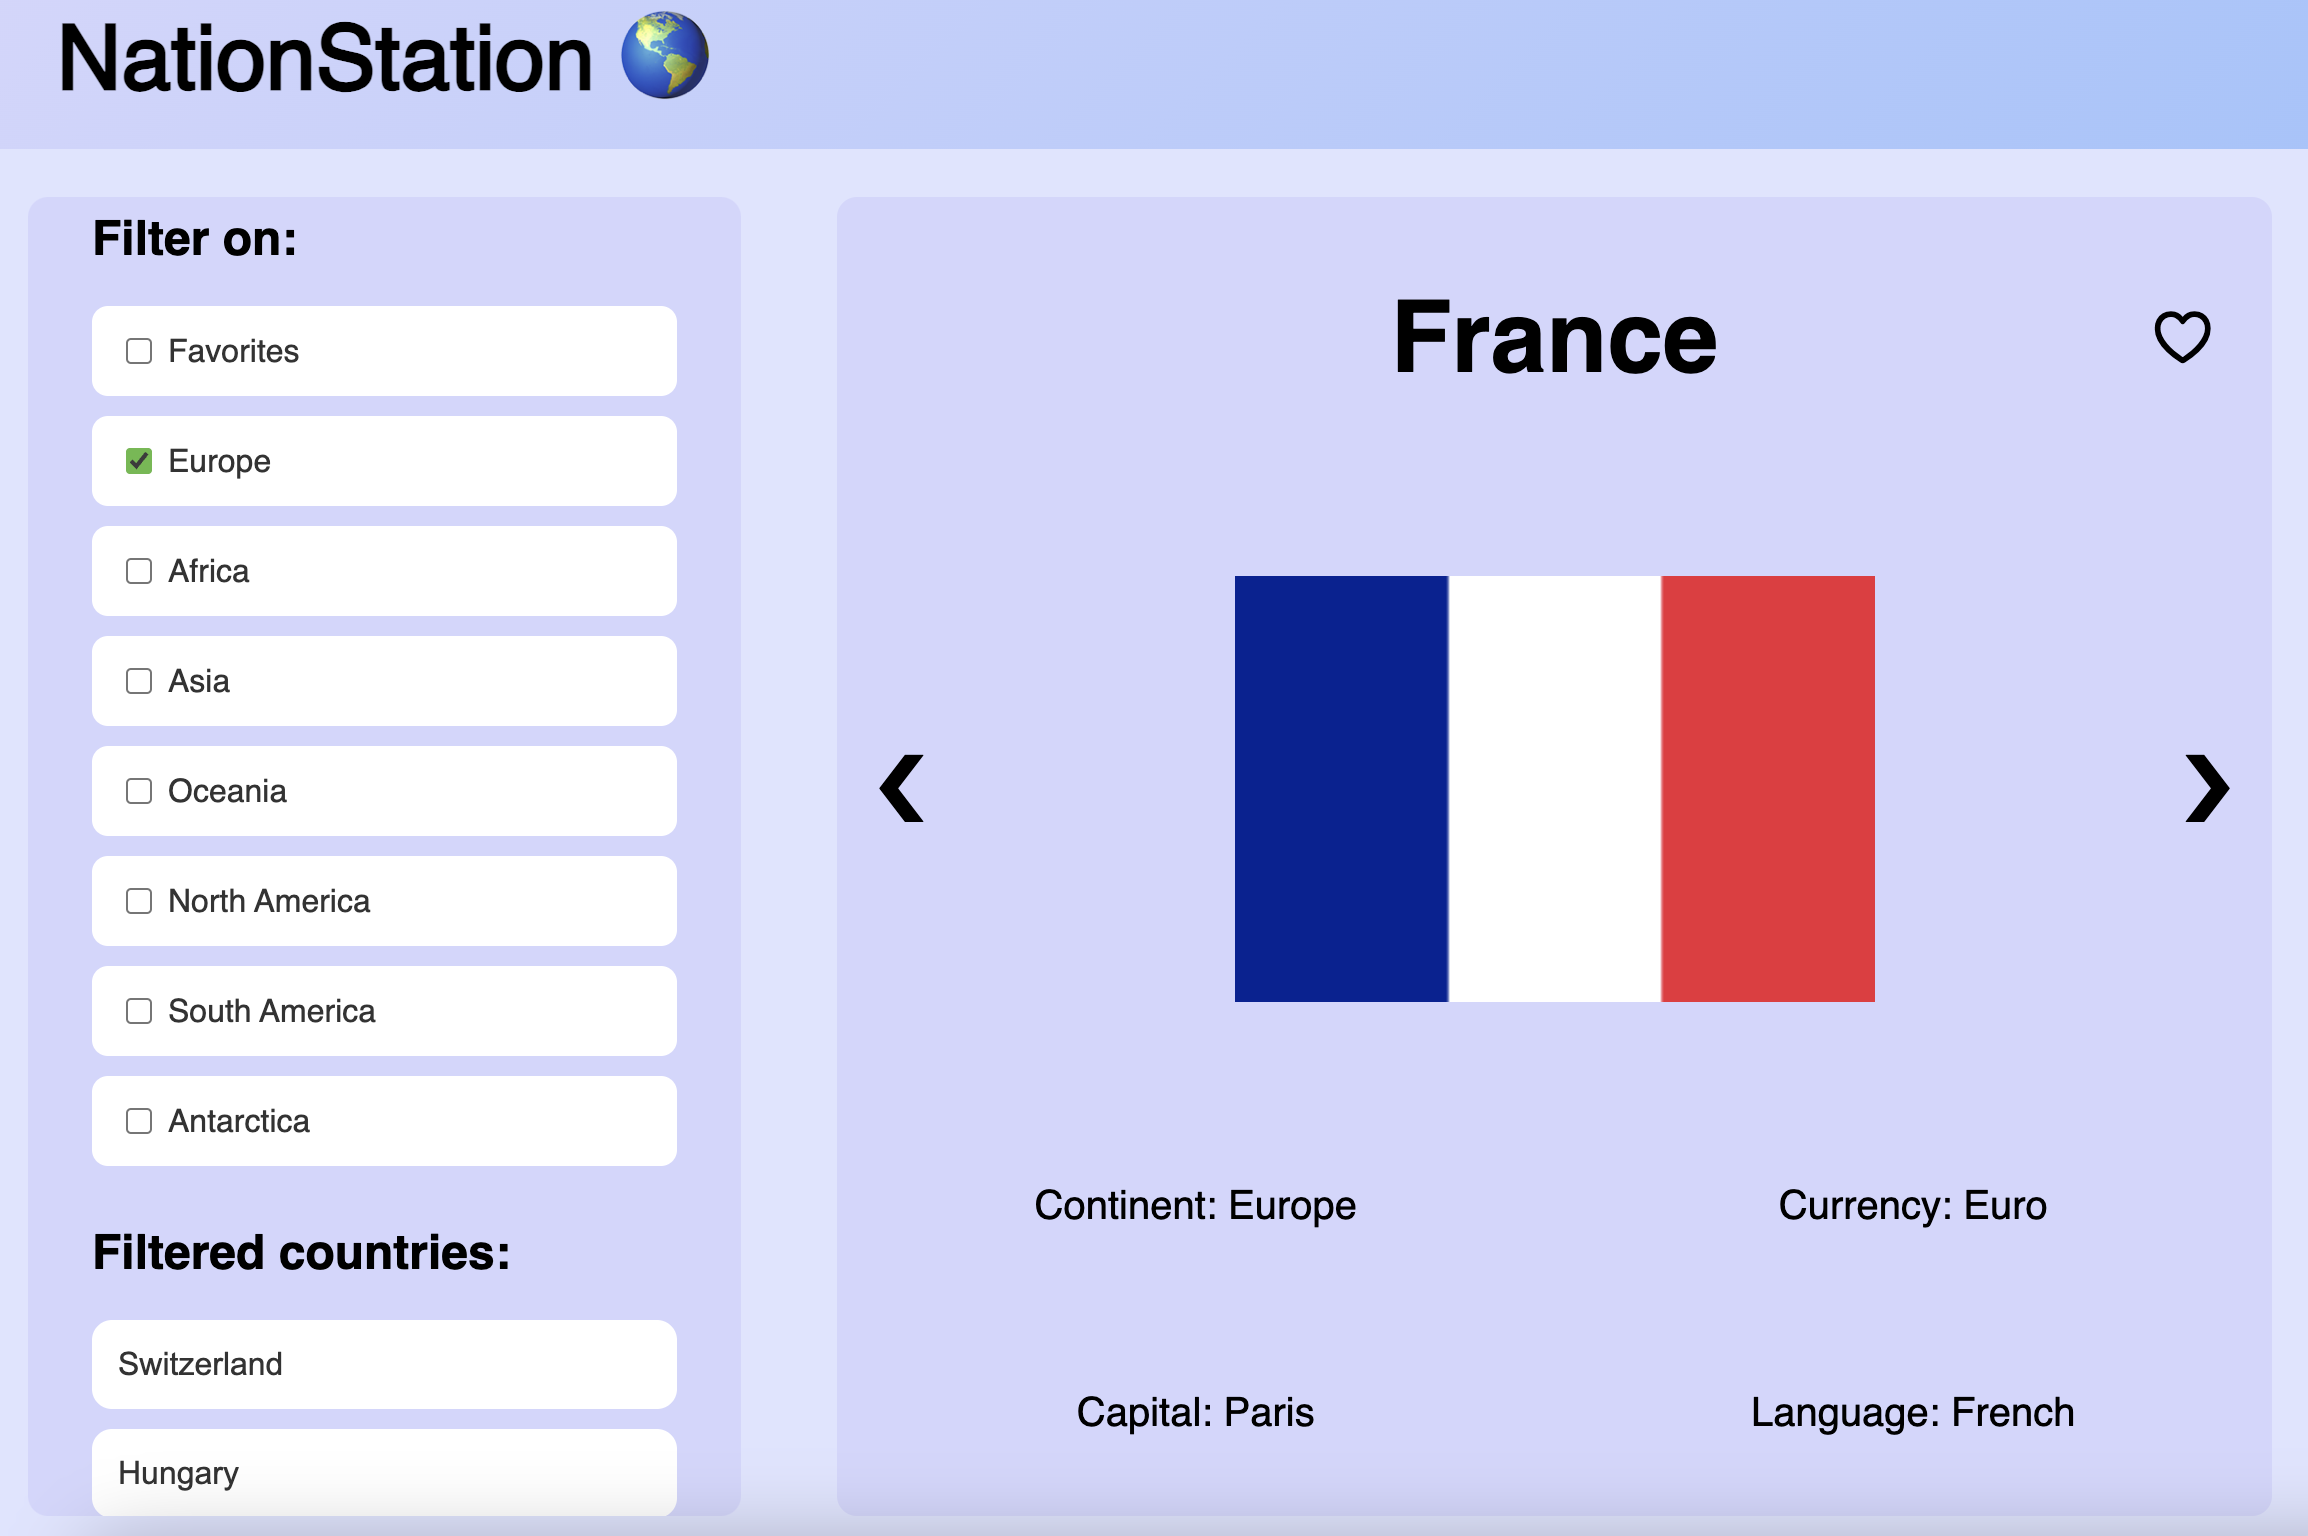 NationStation
Filter on:
Favorites
Europe
Africa
Asia
Oceania
North America
South America
Antarctica
Filtered countries:
Switzerland
Hungary
France
Continent: Europe
Currency: Euro
Capital: Paris
Language: French